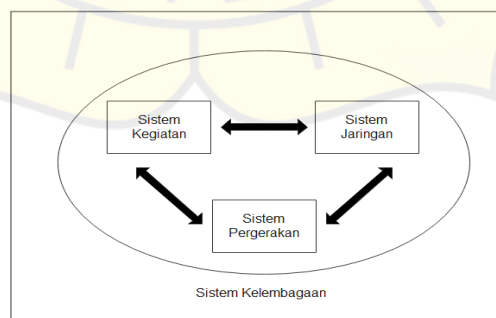 Sistem
Kegiatan
Sistem
Jaringan
Sistem
Pergerakan
Sistem Kelembagaan